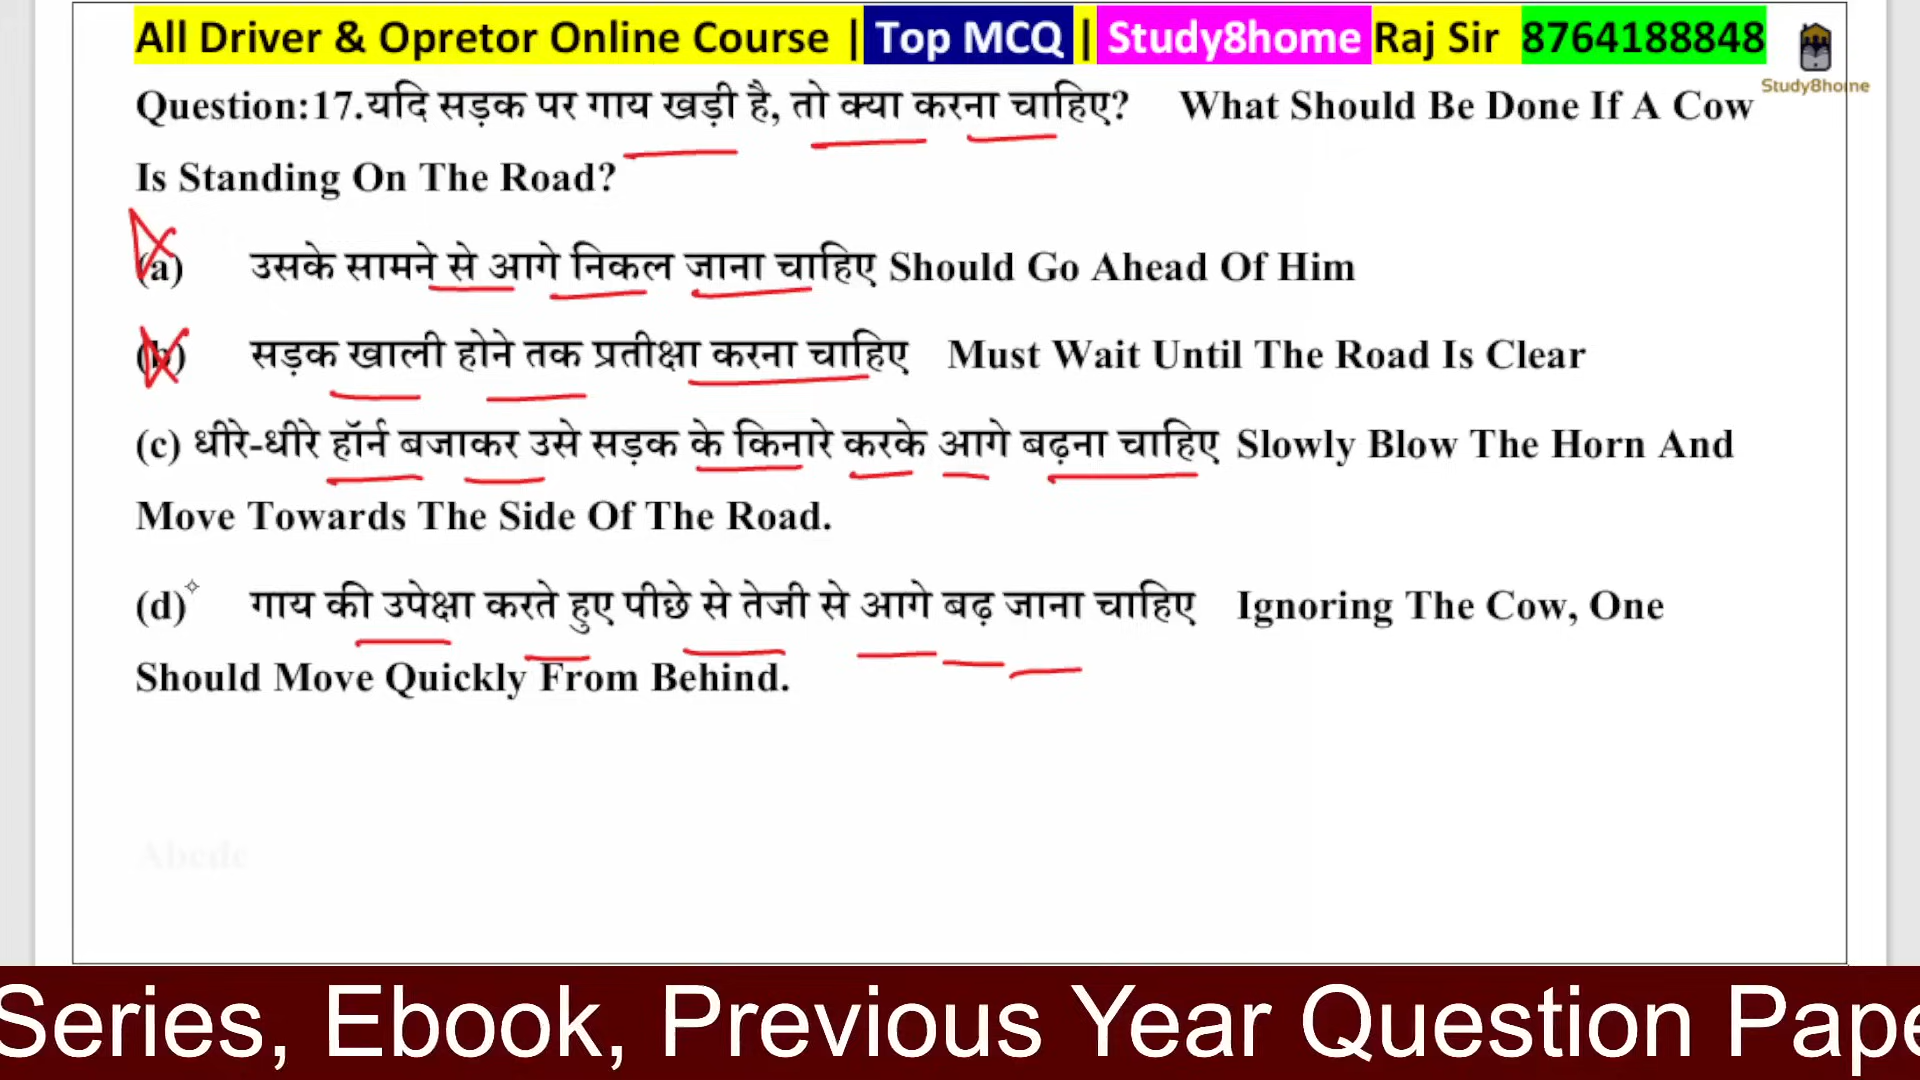 All Driver & Opretor Online Course | Top MCQ | Study8home Raj Sir 8764188848
Study8home
Question:17.यदि सड़क पर गाय खड़ी है, तो क्या करना चाहिए? What Should Be Done If A Cow
Is Standing On The Road?
(a) उसके सामने से आगे निकल जाना चाहिए Should Go Ahead Of Him
(b) सड़क खाली होने तक प्रतीक्षा करना चाहिए Must Wait Until The Road Is Clear
(c) धीरे-धीरे हॉर्न बजाकर उसे सड़क के किनारे करके आगे बढ़ना चाहिए Slowly Blow The Horn And
Move Towards The Side Of The Road.
(d) गाय की उपेक्षा करते हुए पीछे से तेजी से आगे बढ़ जाना चाहिए Ignoring The Cow, One
Should Move Quickly From Behind.
Abcde
Series, Ebook, Previous Year Question Pape